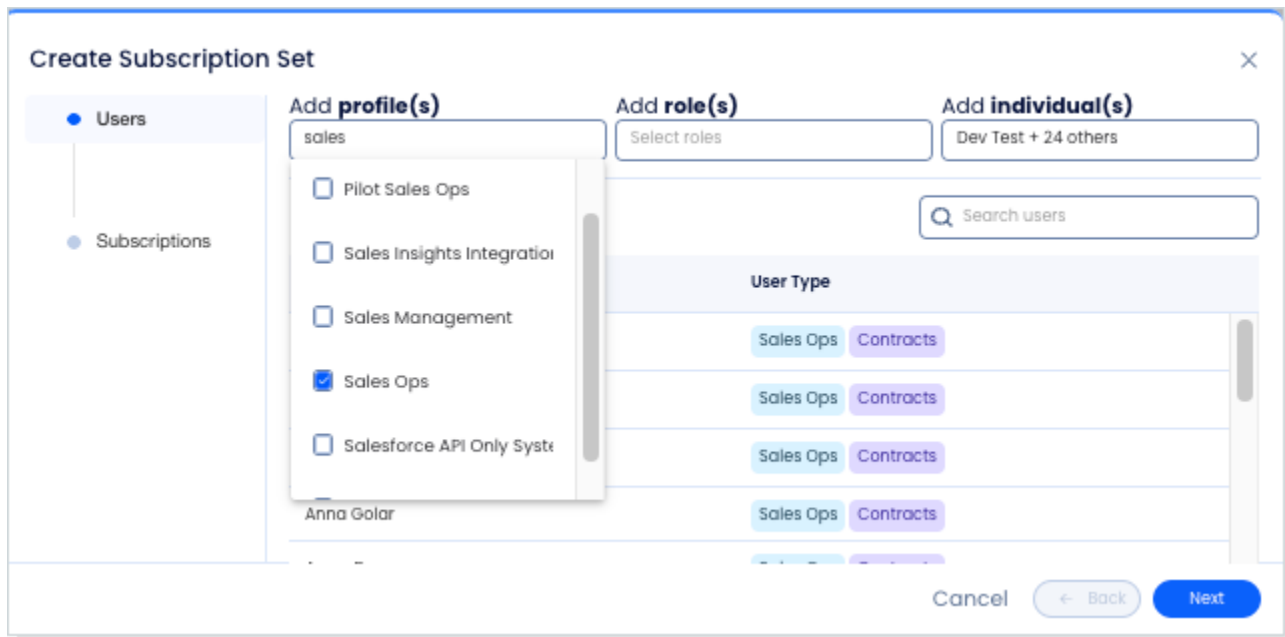 Create Subscription Set
Users
Subscriptions
Add profile(s)
sales
Add role(s)
Select roles
Add individual(s)
Dev Test + 24 others
Pilot Sales Ops
Sales Insights Integration
Sales Management
Sales Ops
Salesforce API Only Syste
Search users
User Type
Sales Ops Contracts
Sales Ops Contracts
Sales Ops Contracts
Anna Golar Sales Ops Contracts
Cancel
← Back
Next